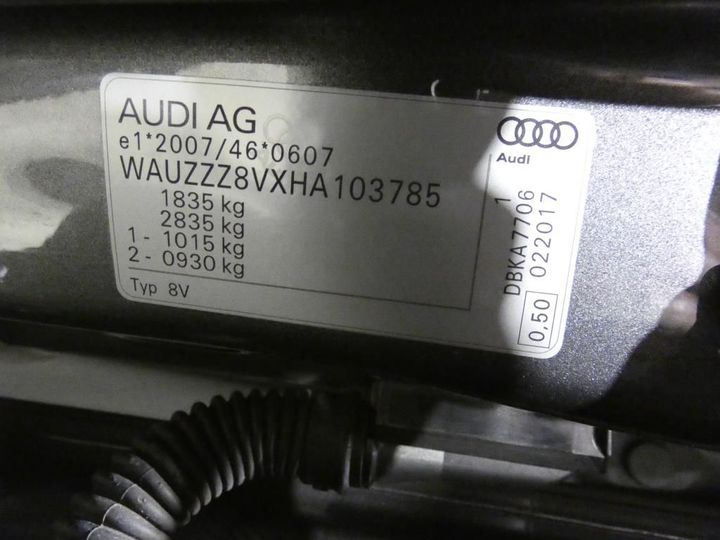 AUDI AG
e1*2007/46*0607
WAUZZZ8VXHA103785
1835 kg
2835 kg
1 - 1015 kg
2 - 0930 kg
Typ 8V
Audi
1
DBKA7706
022017
0,50